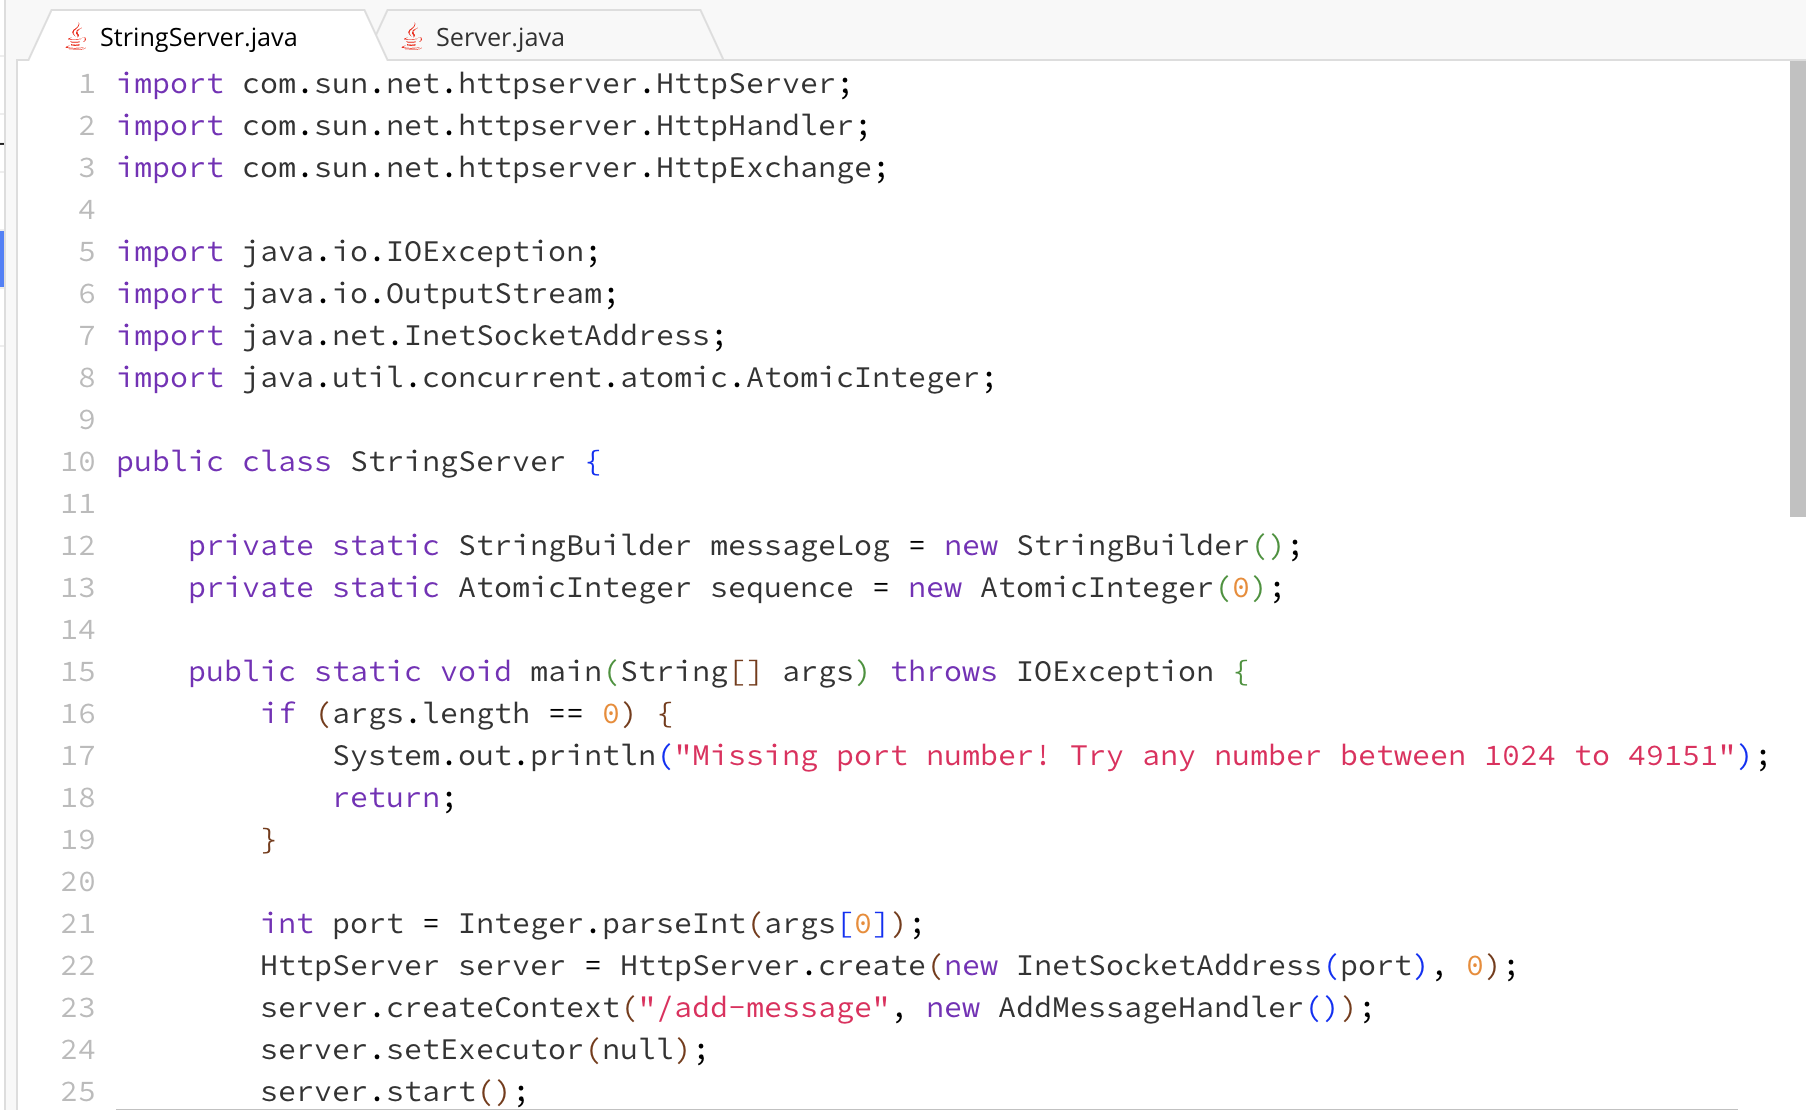 StringServer.java Server.java
1 import com.sun.net.httpserver.HttpServer;
2 import com.sun.net.httpserver.HttpHandler;
3 import com.sun.net.httpserver.HttpExchange;
4
5 import java.io.IOException;
6 import java.io.OutputStream;
7 import java.net.InetSocketAddress;
8 import java.util.concurrent.atomic.AtomicInteger;
9
10 public class StringServer {
11
12     private static StringBuilder messageLog = new StringBuilder();
13     private static AtomicInteger sequence = new AtomicInteger(0);
14
15     public static void main(String[] args) throws IOException {
16         if (args.length == 0) {
17             System.out.println("Missing port number! Try any number between 1024 to 49151");
18             return;
19         }
20
21         int port = Integer.parseInt(args[0]);
22         HttpServer server = HttpServer.create(new InetSocketAddress(port), 0);
23         server.createContext("/add-message", new AddMessageHandler());
24         server.setExecutor(null);
25         server.start();